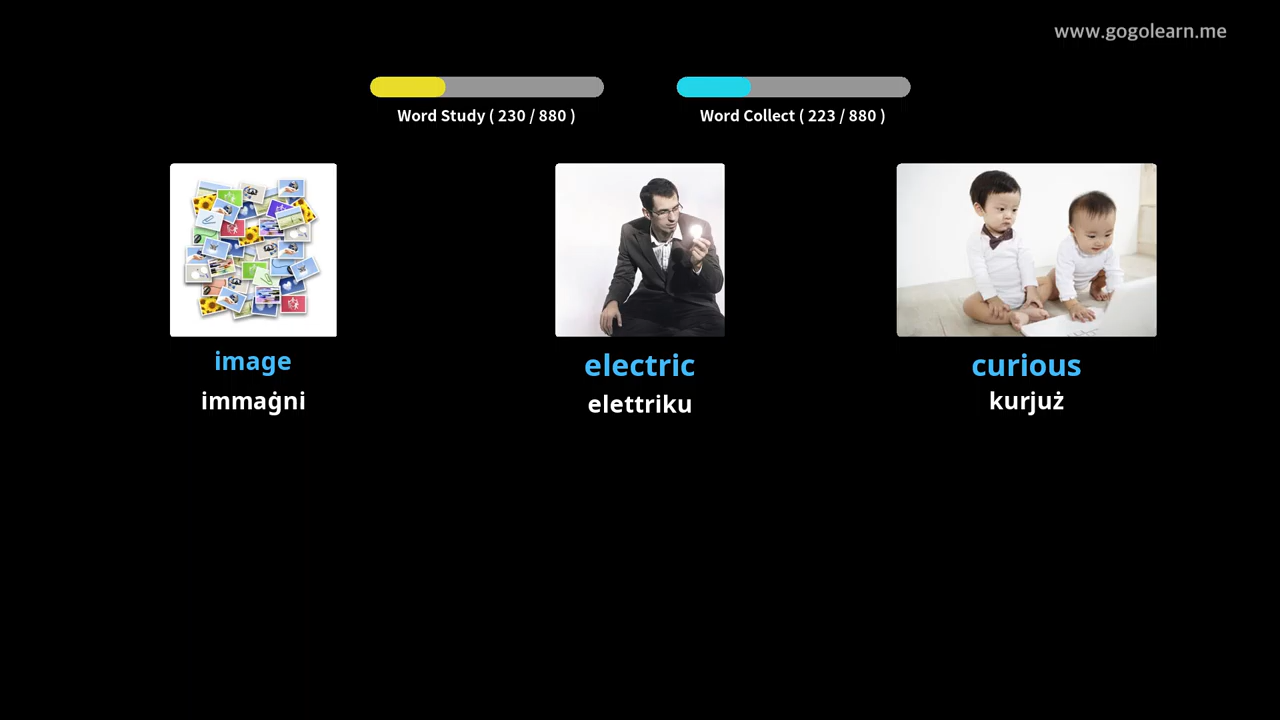 www.gogolearn.me
Word Study ( 230 / 880 )
Word Collect ( 223 / 880 )
image
electric
curious
immaġni
elettriku
kurjuż